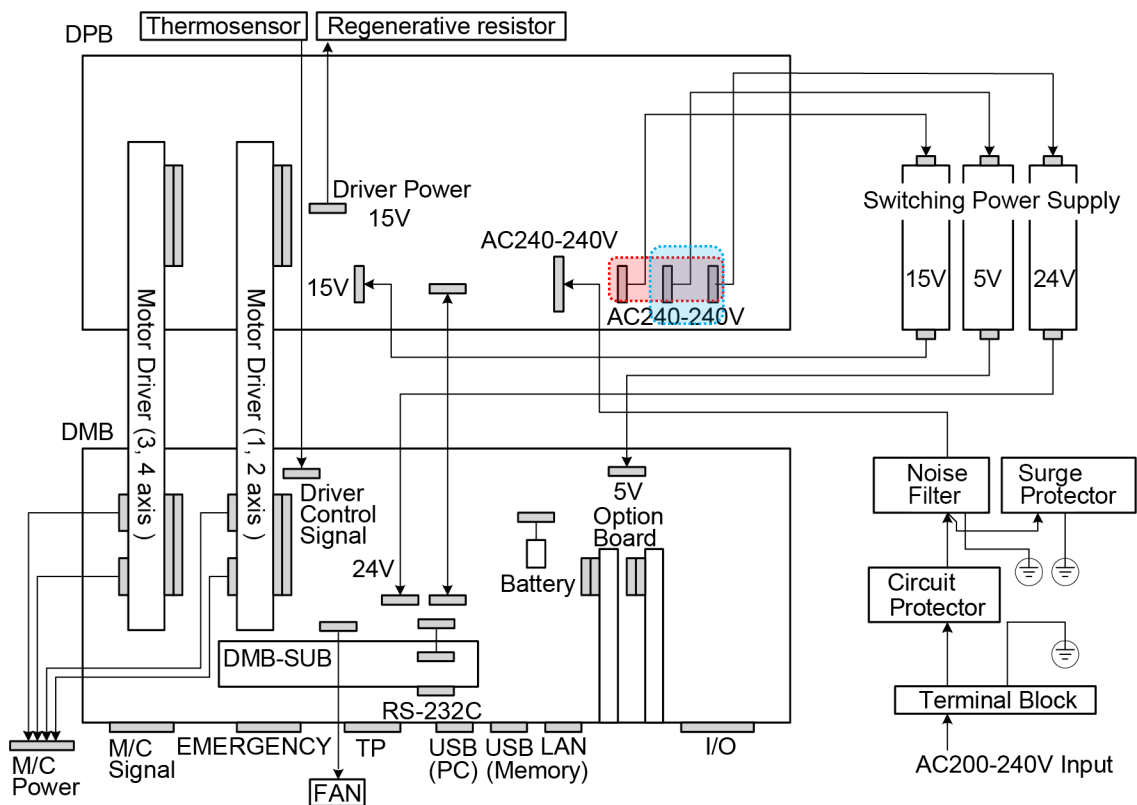 DPB
Thermosensor
Regenerative resistor
Driver Power
15V
AC240-240V
15V
AC240-240V
Switching Power Supply
15V
5V
24V
Motor Driver (3, 4 axis )
Motor Driver (1, 2 axis )
DMB
Driver
Control
Signal
5V
Option
Board
24V
Battery
Noise
Filter
Surge
Protector
Circuit
Protector
DMB-SUB
RS-232C
Terminal Block
M/C
Power
M/C
Signal
EMERGENCY
TP
USB
(PC)
USB
(Memory)
LAN
I/O
AC200-240V Input
FAN